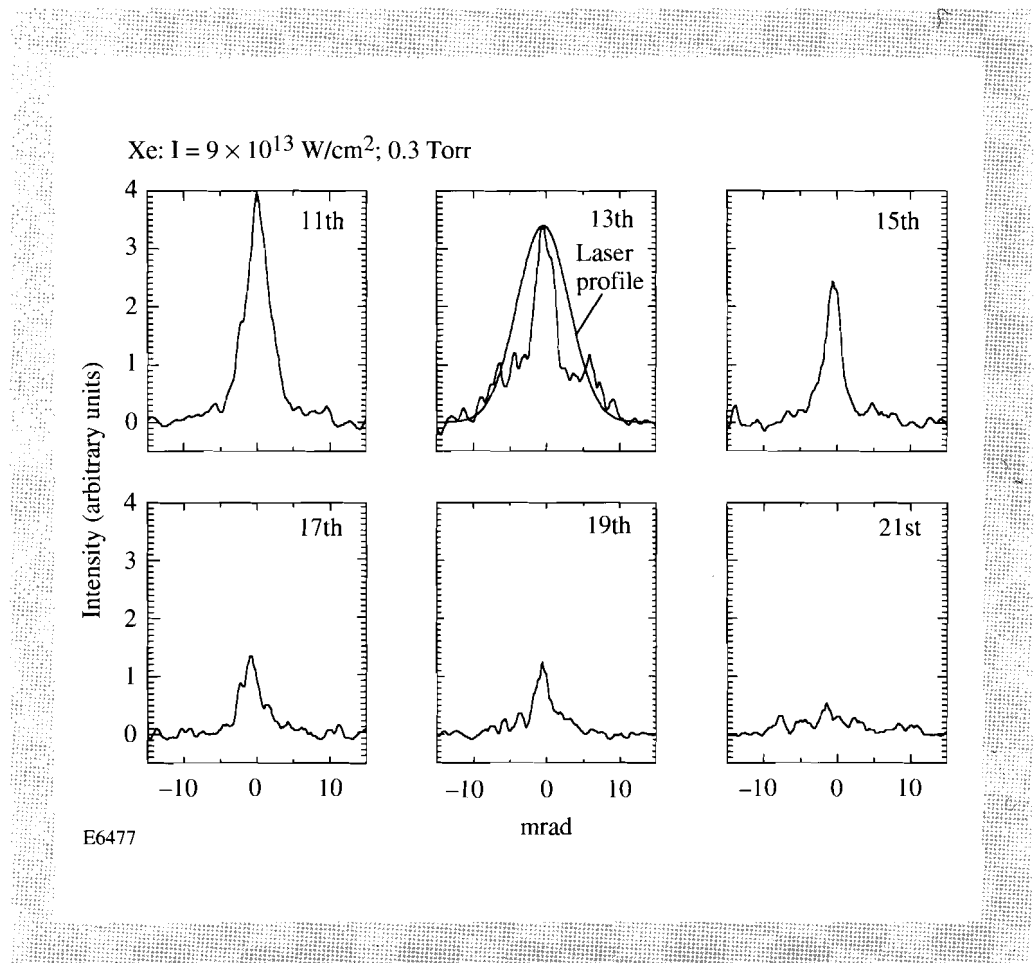 Xe: I = 9 × 10¹³ W/cm²; 0.3 Torr
Intensity (arbitrary units)
4
3
2
1
0
11th
13th
Laser
profile
15th
4
3
2
1
0
17th
19th
21st
−10 0 10
−10 0 10
−10 0 10
mrad
E6477